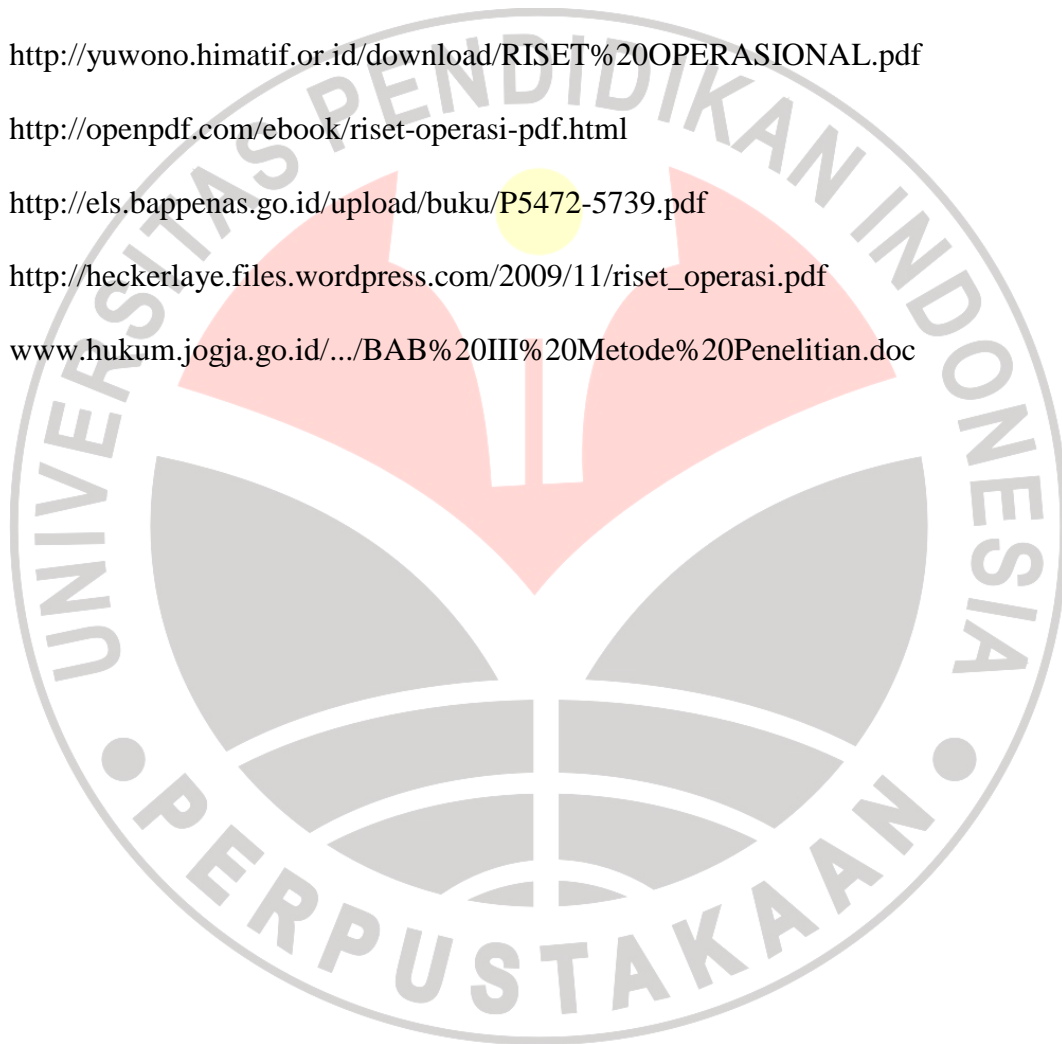 http://yuwono.himatif.or.id/download/RISET%20OPERASIONAL.pdf
http://openpdf.com/ebook/riset-operasi-pdf.html
http://els.bappenas.go.id/upload/buku/P5472-5739.pdf
http://heckerlaye.files.wordpress.com/2009/11/riset_operasi.pdf
www.hukum.jogja.go.id/.../BAB%20III%20Metode%20Penelitian.doc
UNIVERSITAS PENDIDIKAN INDONESIA
PERPUSTAKAAN